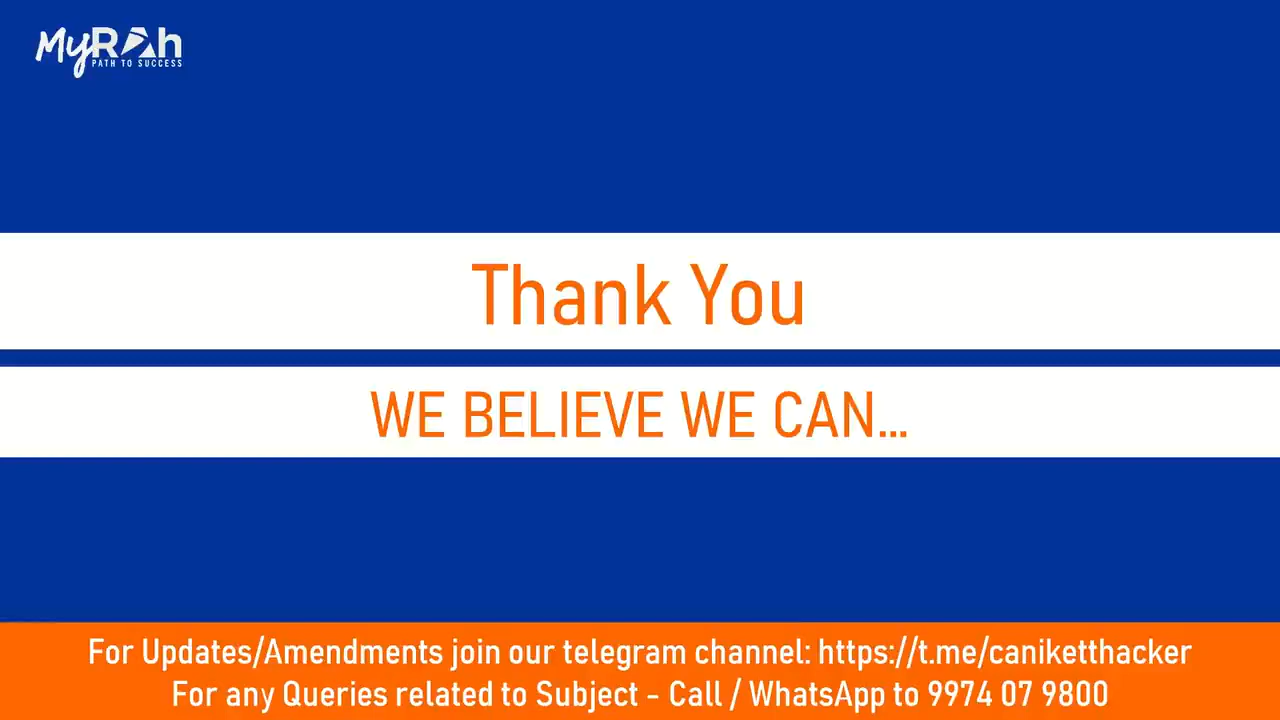 MyRAh
PATH TO SUCCESS
Thank You
WE BELIEVE WE CAN...
For Updates/Amendments join our telegram channel: https://t.me/caniketthacker
For any Queries related to Subject - Call / WhatsApp to 9974 07 9800